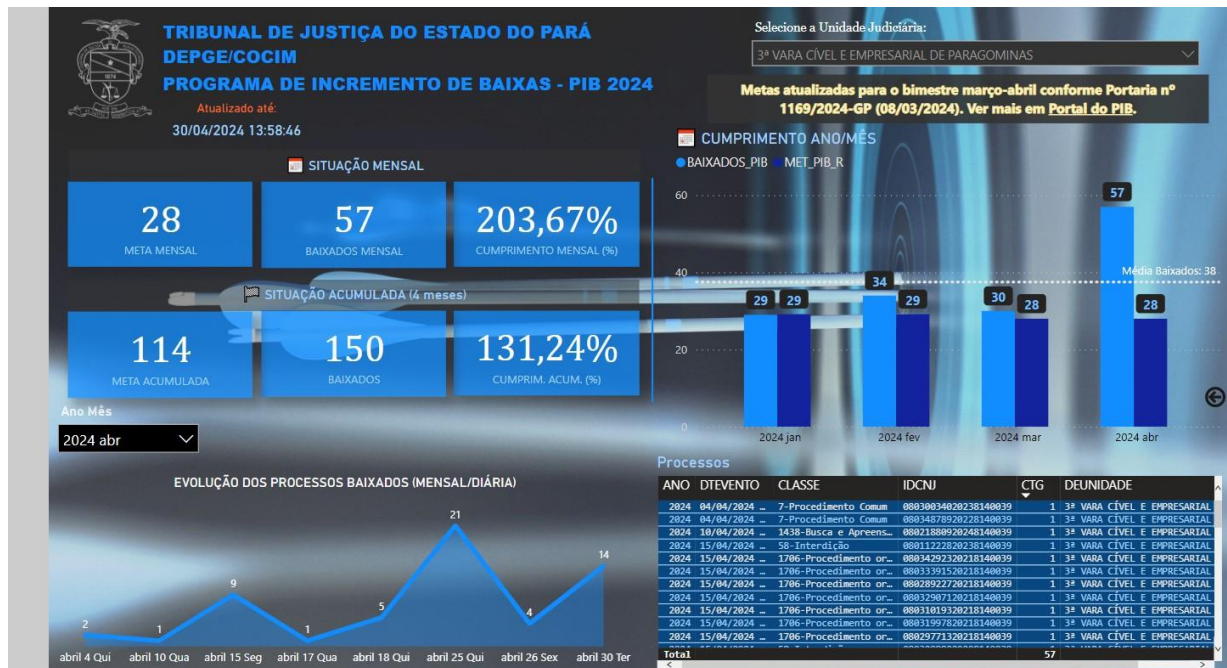 TRIBUNAL DE JUSTIÇA DO ESTADO DO PARÁ
DEPGE/COCIM
PROGRAMA DE INCREMENTO DE BAIXAS - PIB 2024
Atualizado até:
30/04/2024 13:58:46
Selecione a Unidade Judiciária:
3ª VARA CÍVEL E EMPRESARIAL DE PARAGOMINAS
Metas atualizadas para o bimestre março-abril conforme Portaria nº
1169/2024-GP (08/03/2024). Ver mais em Portal do PIB.
SITUAÇÃO MENSAL
28
META MENSAL
57
BAIXADOS MENSAL
203,67%
CUMPRIMENTO MENSAL (%)
SITUAÇÃO ACUMULADA (4 meses)
114
META ACUMULADA
150
BAIXADOS
131,24%
CUMPRIM. ACUM. (%)
CUMPRIMENTO ANO/MÊS
BAIXADOS_PIB MET_PIB_R
60
40
20
0
Média Baixados: 38
29 29
34 29
30 28
57 28
2024 jan 2024 fev 2024 mar 2024 abr
Ano Mês
2024 abr
EVOLUÇÃO DOS PROCESSOS BAIXADOS (MENSAL/DIÁRIA)
2 1 9 1 5 21 4 14
abril 4 Qui abril 10 Qua abril 15 Seg abril 17 Qua abril 18 Qui abril 25 Qui abril 26 Sex abril 30 Ter
Processos
ANO DTEVENTO CLASSE IDCNJ CTG DEUNIDADE
2024 04/04/2024 ... 7-Procedimento Comum 08030034020238140039 1 3ª VARA CÍVEL E EMPRESARIAL
2024 04/04/2024 ... 7-Procedimento Comum 08034878920228140039 1 3ª VARA CÍVEL E EMPRESARIAL
2024 10/04/2024 ... 1438-Busca e Apreens... 08021880920248140039 1 3ª VARA CÍVEL E EMPRESARIAL
2024 15/04/2024 ... 58-Interdição 08011222820238140039 1 3ª VARA CÍVEL E EMPRESARIAL
2024 15/04/2024 ... 1706-Procedimento or... 08034292320218140039 1 3ª VARA CÍVEL E EMPRESARIAL
2024 15/04/2024 ... 1706-Procedimento or... 08033391520218140039 1 3ª VARA CÍVEL E EMPRESARIAL
2024 15/04/2024 ... 1706-Procedimento or... 08028922720218140039 1 3ª VARA CÍVEL E EMPRESARIAL
2024 15/04/2024 ... 1706-Procedimento or... 08032907120218140039 1 3ª VARA CÍVEL E EMPRESARIAL
2024 15/04/2024 ... 1706-Procedimento or... 08031019320218140039 1 3ª VARA CÍVEL E EMPRESARIAL
2024 15/04/2024 ... 1706-Procedimento or... 08031997820218140039 1 3ª VARA CÍVEL E EMPRESARIAL
2024 15/04/2024 ... 1706-Procedimento or... 08029771320218140039 1 3ª VARA CÍVEL E EMPRESARIAL
Total 57